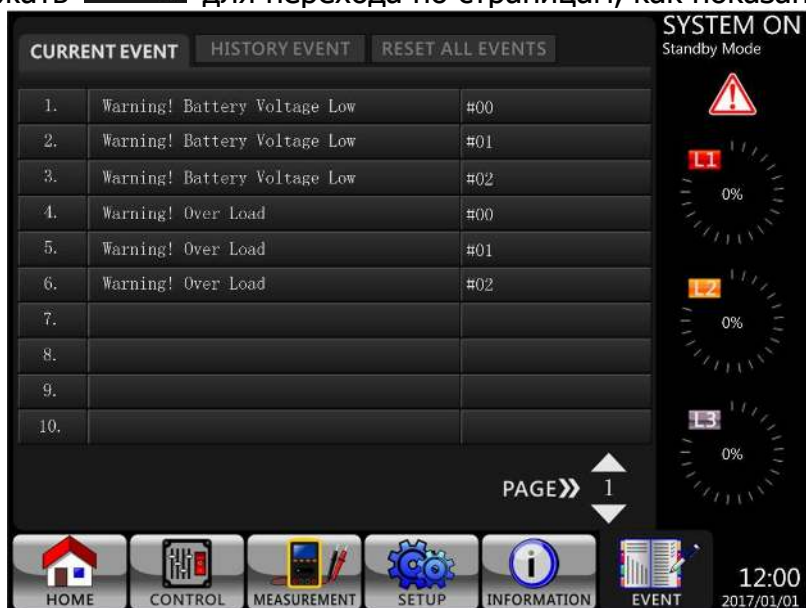 для перехода по страницам, как показан
SYSTEM ON
Standby Mode
CURRENT EVENT HISTORY EVENT RESET ALL EVENTS
1. Warning! Battery Voltage Low #00
2. Warning! Battery Voltage Low #01
3. Warning! Battery Voltage Low #02
4. Warning! Over Load #00
5. Warning! Over Load #01
6. Warning! Over Load #02
7.
8.
9.
10.
L1
0%
L2
0%
L3
0%
PAGE 1
HOME CONTROL MEASUREMENT SETUP INFORMATION EVENT
12:00
2017/01/01